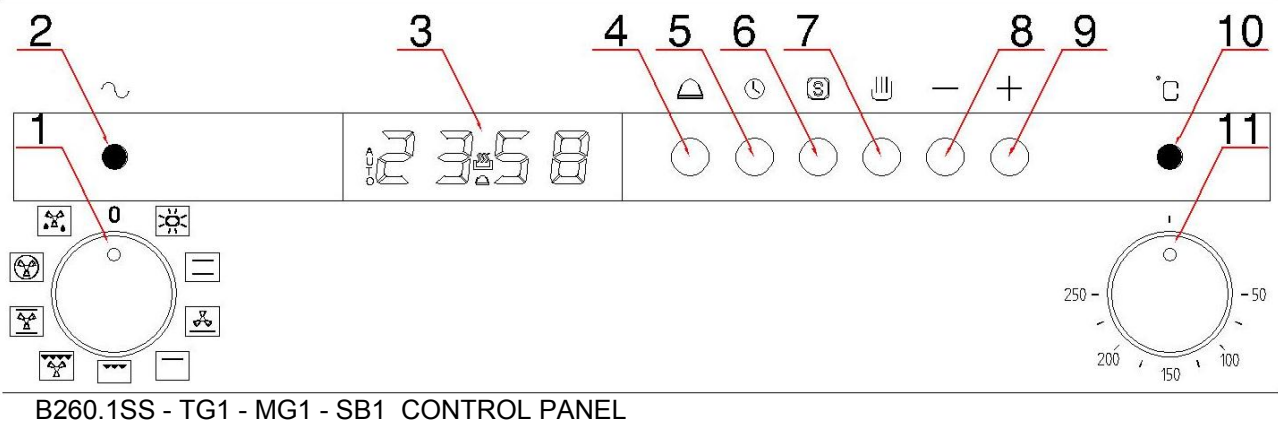 2 3 4 5 6 7 8 9 10
S − + °C
1 AUTO 23:58 11
0
250 50
200 150 100
B260.1SS - TG1 - MG1 - SB1 CONTROL PANEL